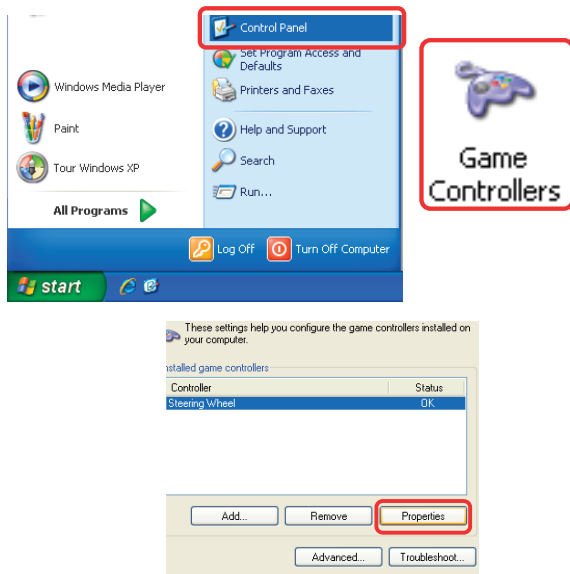 Control Panel
Set Program Access and
Defaults
Windows Media Player
Printers and Faxes
Paint
Help and Support
Tour Windows XP
Search
Run...
All Programs
Log Off
Turn Off Computer
start
Game
Controllers
These settings help you configure the game controllers installed on
your computer.
nstalled game controllers
Controller Status
Steering Wheel OK
Add... Remove Properties
Advanced... Troubleshoot...